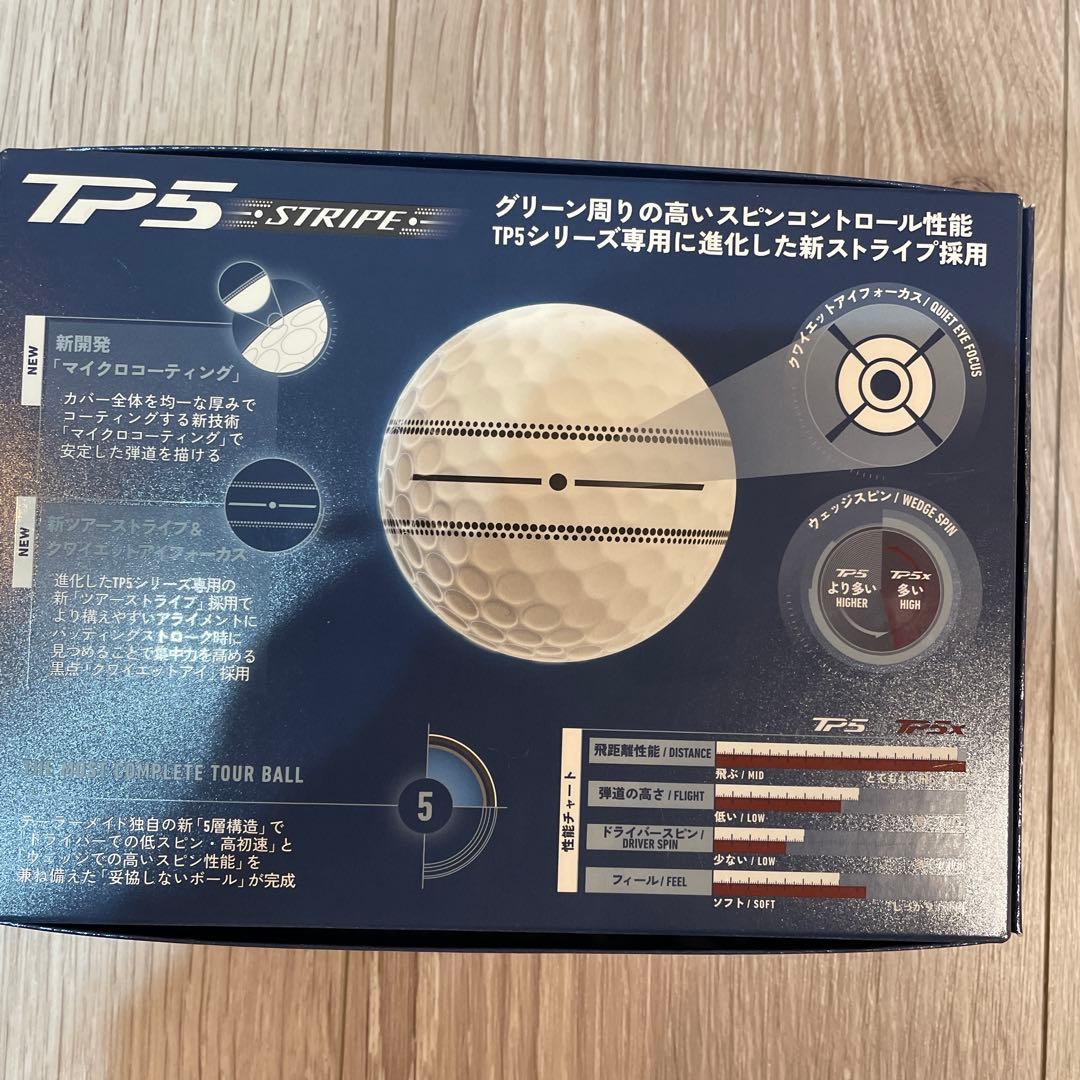 TP5 STRIPE
グリーン周りの高いスピンコントロール性能
TP5シリーズ専用に進化した新ストライプ採用
NEW
新開発
「マイクロコーティング」
カバー全体を均一な厚みで
コーティングする新技術
「マイクロコーティング」で
安定した弾道を描ける
NEW
新ツアーストライプ&
クワイエットアイフォーカス
進化したTP5シリーズ専用の
新「ツアーストライプ」採用で
より構えやすいアライメントに
パッティングストローク時に
見つめることで集中力を高める
黒点「クワイエットアイ」採用
クワイエットアイフォーカス / QUIET EYE FOCUS
ウェッジスピン / WEDGE SPIN
TP5
より多い
HIGHER
TP5x
多い
HIGH
THE MOST COMPLETE TOUR BALL
5
テーラーメイド独自の新「5層構造」で
「ドライバーでの低スピン・高初速」と
「ウェッジでの高いスピン性能」を
兼ね備えた「妥協しないボール」が完成
TP5 TP5x
性能チャート
飛距離性能 / DISTANCE
飛ぶ / MID
弾道の高さ / FLIGHT
低い / LOW
ドライバースピン /
DRIVER SPIN
少ない / LOW
フィール / FEEL
ソフト / SOFT